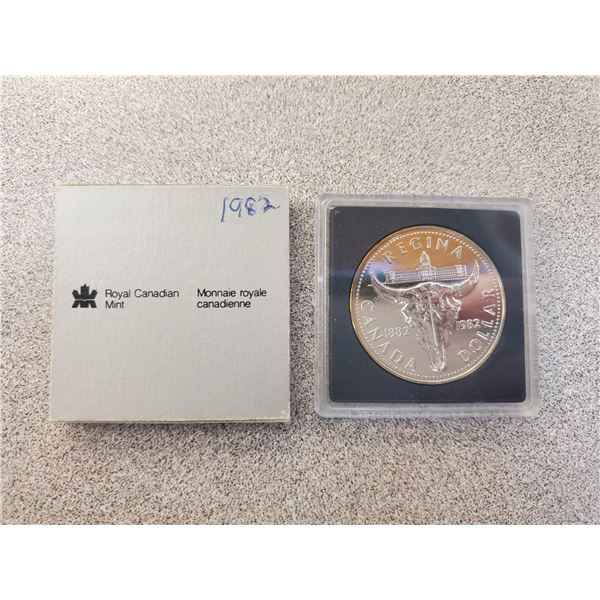 1982
Royal Canadian
Mint
Monnaie royale
canadienne
REGINA
1882 1982
CANADA DOLLAR